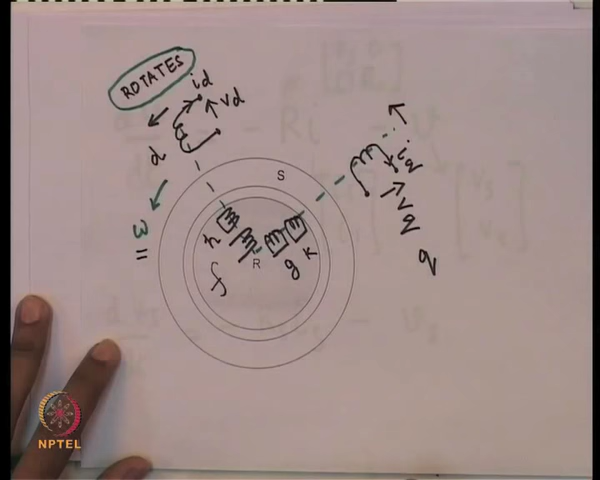 ROTATES
id
vd
d
ω
=
S
iq
vq
q
h
f
R
g
k
NPTEL